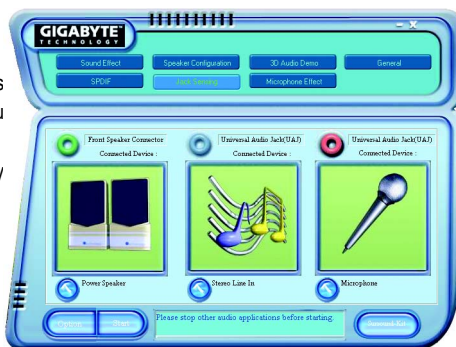 GIGABYTE™
TECHNOLOGY
Sound Effect
Speaker Configuration
3D Audio Demo
General
SPDIF
Jack Sensing
Microphone Effect
s
u
y
Front Speaker Connector
Connected Device :
Universal Audio Jack(UAJ)
Connected Device :
Universal Audio Jack(UAJ)
Connected Device :
Power Speaker
Stereo Line In
Microphone
Options
Start
Please stop other audio applications before starting.